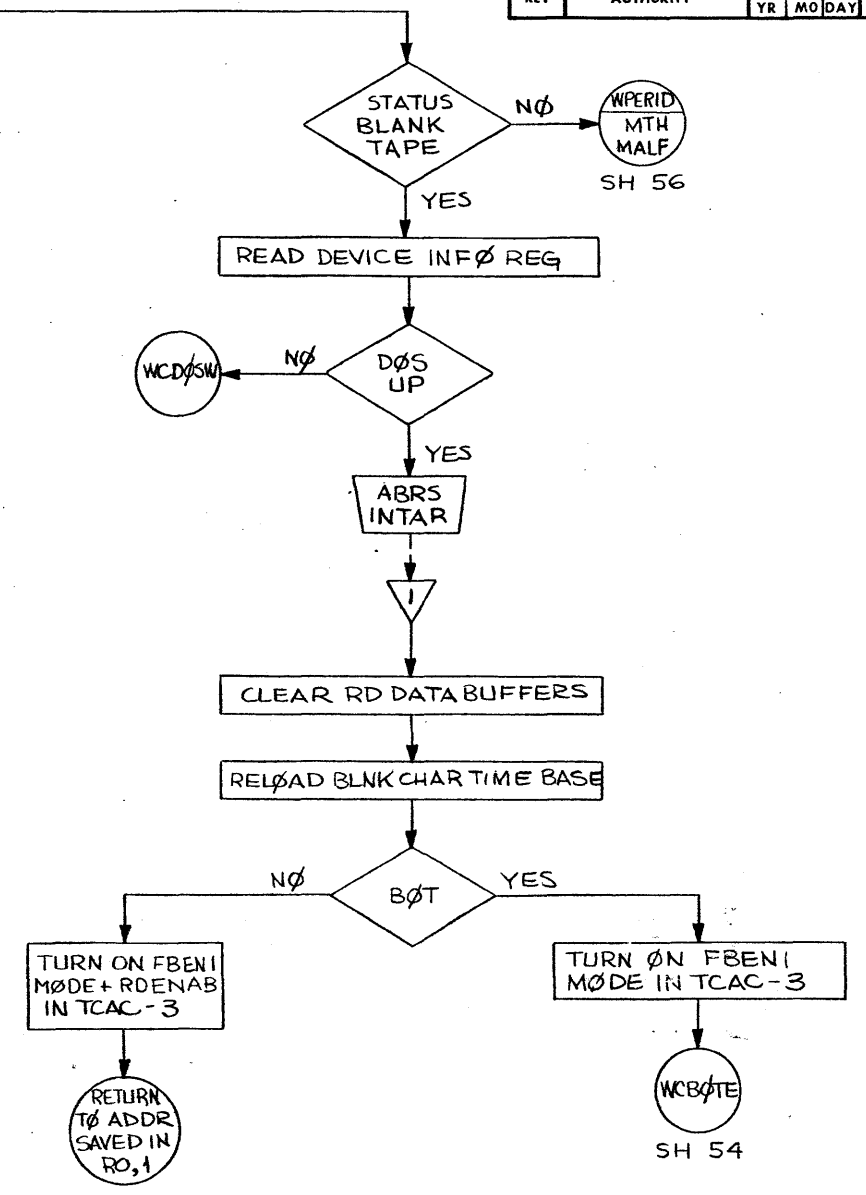 YR MO DAY
STATUS
BLANK
TAPE
NØ
WPERID
MTH
MALF
SH 56
YES
READ DEVICE INFØ REG
DØS
UP
NØ
WCDØSW
YES
ABRS
INTAR
1
CLEAR RD DATA BUFFERS
RELØAD BLNK CHAR TIME BASE
BØT
NØ
YES
TURN ON FBEN1
MØDE + RDENAB
IN TCAC-3
TURN ØN FBEN1
MØDE IN TCAC-3
RETURN
TØ ADDR
SAVED IN
RO,1
WCBØTE
SH 54